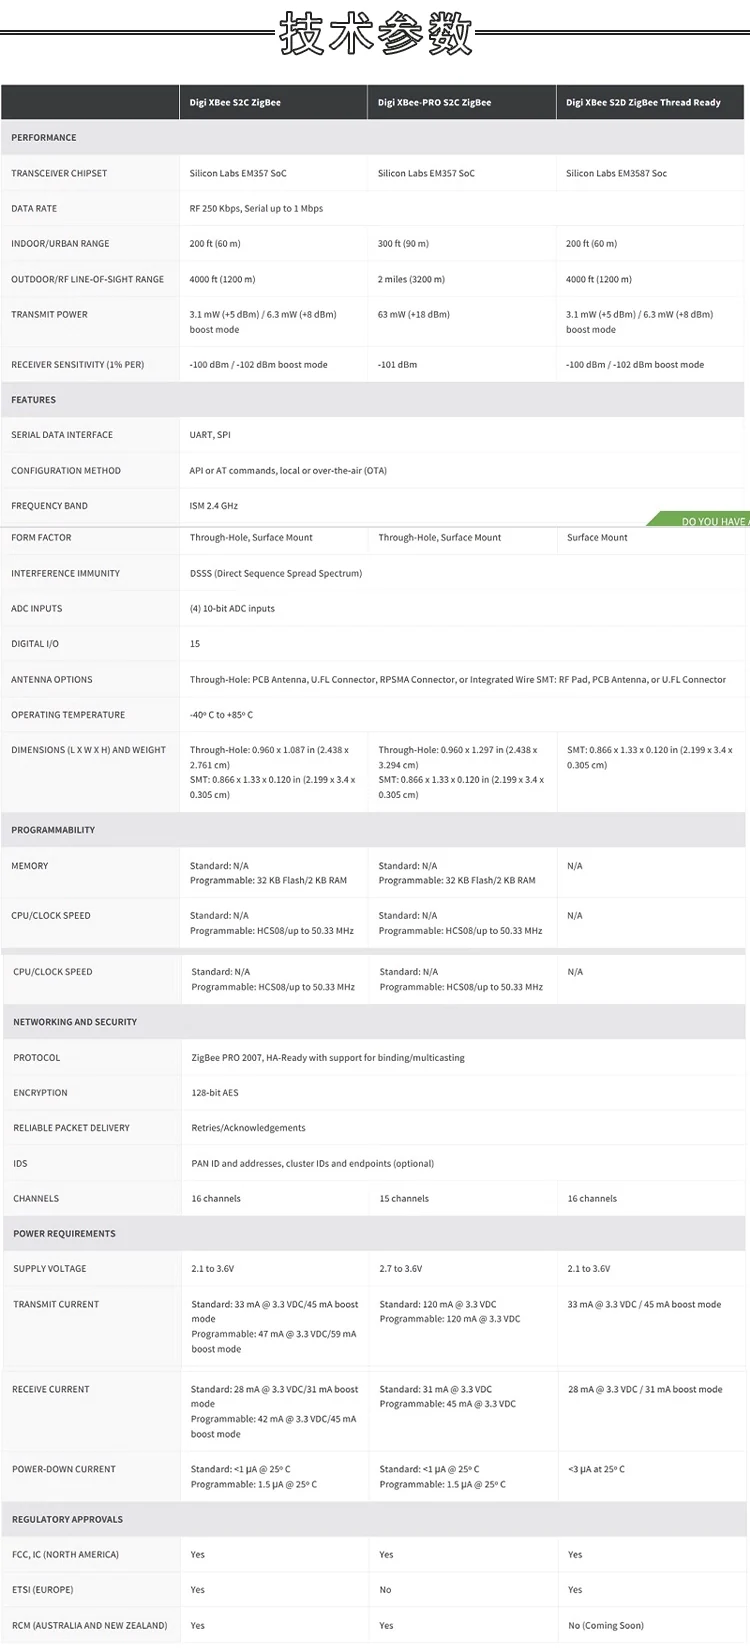 技术参数
Digi XBee S2C ZigBee Digi XBee-PRO S2C ZigBee Digi XBee S2D ZigBee Thread Ready
PERFORMANCE
TRANSCEIVER CHIPSET Silicon Labs EM357 SoC Silicon Labs EM357 SoC Silicon Labs EM3587 Soc
DATA RATE RF 250 Kbps, Serial up to 1 Mbps
INDOOR/URBAN RANGE 200 ft (60 m) 300 ft (90 m) 200 ft (60 m)
OUTDOOR/RF LINE-OF-SIGHT RANGE 4000 ft (1200 m) 2 miles (3200 m) 4000 ft (1200 m)
TRANSMIT POWER 3.1 mW (+5 dBm) / 6.3 mW (+8 dBm) 63 mW (+18 dBm) 3.1 mW (+5 dBm) / 6.3 mW (+8 dBm)
boost mode boost mode
RECEIVER SENSITIVITY (1% PER) -100 dBm / -102 dBm boost mode -101 dBm -100 dBm / -102 dBm boost mode
FEATURES
SERIAL DATA INTERFACE UART, SPI
CONFIGURATION METHOD API or AT commands, local or over-the-air (OTA)
FREQUENCY BAND ISM 2.4 GHz
DO YOU HAVE A
FORM FACTOR Through-Hole, Surface Mount Through-Hole, Surface Mount Surface Mount
INTERFERENCE IMMUNITY DSSS (Direct Sequence Spread Spectrum)
ADC INPUTS (4) 10-bit ADC inputs
DIGITAL I/O 15
ANTENNA OPTIONS Through-Hole: PCB Antenna, U.FL Connector, RPSMA Connector, or Integrated Wire SMT: RF Pad, PCB Antenna, or U.FL Connector
OPERATING TEMPERATURE -40º C to +85º C
DIMENSIONS (L X W X H) AND WEIGHT Through-Hole: 0.960 x 1.087 in (2.438 x Through-Hole: 0.960 x 1.297 in (2.438 x SMT: 0.866 x 1.33 x 0.120 in (2.199 x 3.4 x
2.761 cm) 3.294 cm) 0.305 cm)
SMT: 0.866 x 1.33 x 0.120 in (2.199 x 3.4 x SMT: 0.866 x 1.33 x 0.120 in (2.199 x 3.4 x
0.305 cm) 0.305 cm)
PROGRAMMABILITY
MEMORY Standard: N/A Standard: N/A N/A
Programmable: 32 KB Flash/2 KB RAM Programmable: 32 KB Flash/2 KB RAM
CPU/CLOCK SPEED Standard: N/A Standard: N/A N/A
Programmable: HCS08/up to 50.33 MHz Programmable: HCS08/up to 50.33 MHz
CPU/CLOCK SPEED Standard: N/A Standard: N/A N/A
Programmable: HCS08/up to 50.33 MHz Programmable: HCS08/up to 50.33 MHz
NETWORKING AND SECURITY
PROTOCOL ZigBee PRO 2007, HA-Ready with support for binding/multicasting
ENCRYPTION 128-bit AES
RELIABLE PACKET DELIVERY Retries/Acknowledgements
IDS PAN ID and addresses, cluster IDs and endpoints (optional)
CHANNELS 16 channels 15 channels 16 channels
POWER REQUIREMENTS
SUPPLY VOLTAGE 2.1 to 3.6V 2.7 to 3.6V 2.1 to 3.6V
TRANSMIT CURRENT Standard: 33 mA @ 3.3 VDC/45 mA boost Standard: 120 mA @ 3.3 VDC 33 mA @ 3.3 VDC / 45 mA boost mode
mode Programmable: 120 mA @ 3.3 VDC
Programmable: 47 mA @ 3.3 VDC/59 mA
boost mode
RECEIVE CURRENT Standard: 28 mA @ 3.3 VDC/31 mA boost Standard: 31 mA @ 3.3 VDC 28 mA @ 3.3 VDC / 31 mA boost mode
mode Programmable: 45 mA @ 3.3 VDC
Programmable: 42 mA @ 3.3 VDC/45 mA
boost mode
POWER-DOWN CURRENT Standard: <1 μA @ 25º C Standard: <1 μA @ 25º C <3 μA at 25º C
Programmable: 1.5 μA @ 25º C Programmable: 1.5 μA @ 25º C
REGULATORY APPROVALS
FCC, IC (NORTH AMERICA) Yes Yes Yes
ETSI (EUROPE) Yes No Yes
RCM (AUSTRALIA AND NEW ZEALAND) Yes Yes No (Coming Soon)